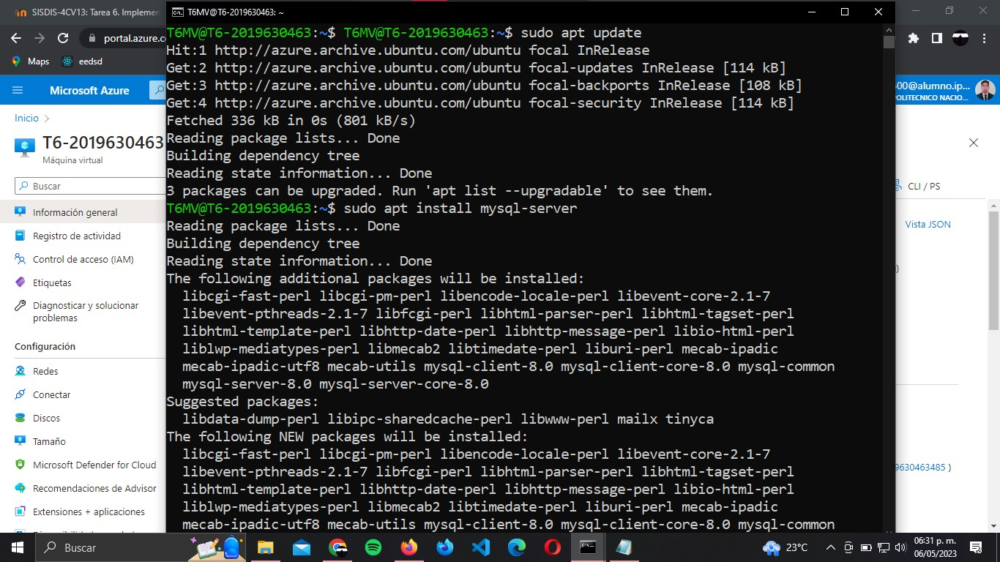 SISDIS-4CV13: Tarea 6. Implemen
T6MV@T6-2019630463: ~
portal.azure.co
Maps
eedsd
Microsoft Azure
500@alumno.ip...
POLITECNICO NACIO...
Inicio
T6-2019630463
Máquina virtual
Buscar
Información general
Registro de actividad
Control de acceso (IAM)
Etiquetas
Diagnosticar y solucionar
problemas
Configuración
Redes
Conectar
Discos
Tamaño
Microsoft Defender for Cloud
Recomendaciones de Advisor
Extensiones + aplicaciones
T6MV@T6-2019630463:~$ T6MV@T6-2019630463:~$ sudo apt update
Hit:1 http://azure.archive.ubuntu.com/ubuntu focal InRelease
Get:2 http://azure.archive.ubuntu.com/ubuntu focal-updates InRelease [114 kB]
Get:3 http://azure.archive.ubuntu.com/ubuntu focal-backports InRelease [108 kB]
Get:4 http://azure.archive.ubuntu.com/ubuntu focal-security InRelease [114 kB]
Fetched 336 kB in 0s (801 kB/s)
Reading package lists... Done
Building dependency tree
Reading state information... Done
3 packages can be upgraded. Run 'apt list --upgradable' to see them.
T6MV@T6-2019630463:~$ sudo apt install mysql-server
Reading package lists... Done
Building dependency tree
Reading state information... Done
The following additional packages will be installed:
libcgi-fast-perl libcgi-pm-perl libencode-locale-perl libevent-core-2.1-7
libevent-pthreads-2.1-7 libfcgi-perl libhtml-parser-perl libhtml-tagset-perl
libhtml-template-perl libhttp-date-perl libhttp-message-perl libio-html-perl
liblwp-mediatypes-perl libmecab2 libtimedate-perl liburi-perl mecab-ipadic
mecab-ipadic-utf8 mecab-utils mysql-client-8.0 mysql-client-core-8.0 mysql-common
mysql-server-8.0 mysql-server-core-8.0
Suggested packages:
libdata-dump-perl libipc-sharedcache-perl libwww-perl mailx tinyca
The following NEW packages will be installed:
libcgi-fast-perl libcgi-pm-perl libencode-locale-perl libevent-core-2.1-7
libevent-pthreads-2.1-7 libfcgi-perl libhtml-parser-perl libhtml-tagset-perl
libhtml-template-perl libhttp-date-perl libhttp-message-perl libio-html-perl
liblwp-mediatypes-perl libmecab2 libtimedate-perl liburi-perl mecab-ipadic
mecab-ipadic-utf8 mecab-utils mysql-client-8.0 mysql-client-core-8.0 mysql-common
CLI / PS
Vista JSON
)
9630463485 )
Buscar
23°C
06:31 p. m.
06/05/2023